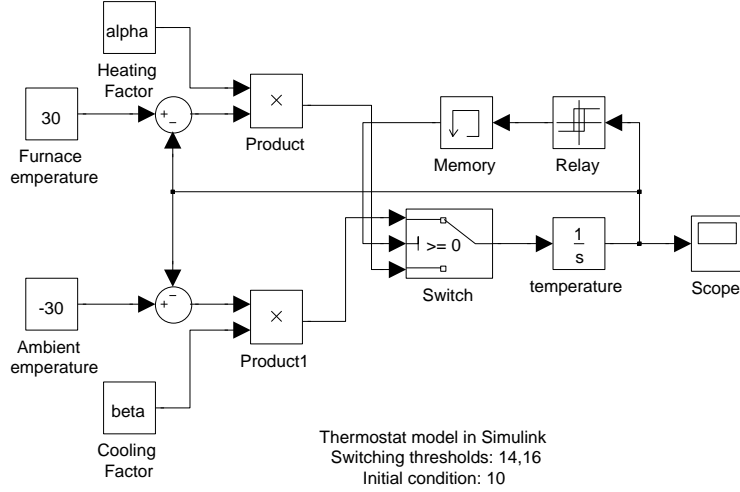 alpha
Heating
Factor
30
Furnace
emperature
+
−
×
Product
Memory
Relay
>= 0
Switch
1
s
temperature
Scope
-30
Ambient
emperature
+
−
×
Product1
beta
Cooling
Factor
Thermostat model in Simulink
Switching thresholds: 14,16
Initial condition: 10